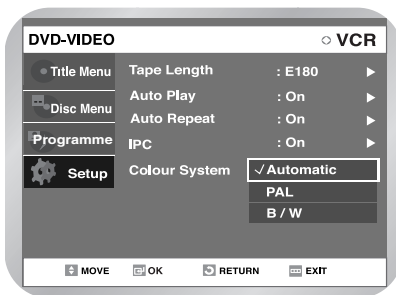 DVD-VIDEO VCR
Title Menu
Disc Menu
Programme
Setup
Tape Length : E180
Auto Play : On
Auto Repeat : On
IPC : On
Colour System
Automatic
PAL
B / W
MOVE OK RETURN EXIT